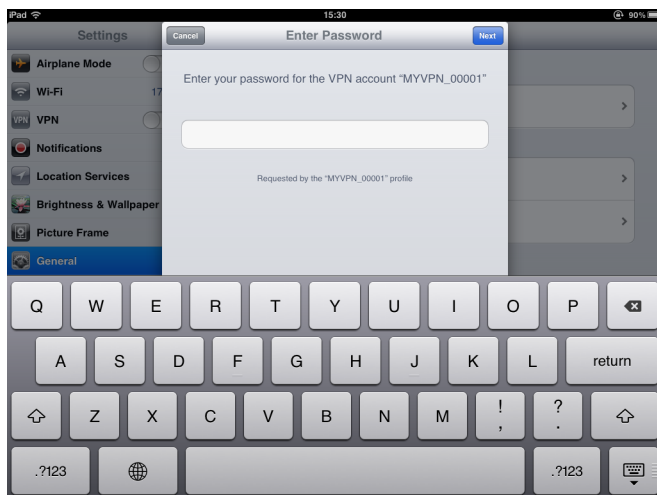 iPad 15:30 90%
Settings
Cancel Enter Password Next
Airplane Mode
Enter your password for the VPN account “MYVPN_00001”
Wi-Fi 17
VPN VPN
Notifications
Location Services
Requested by the “MYVPN_00001” profile
Brightness & Wallpaper
Picture Frame
General
Q W E R T Y U I O P
A S D F G H J K L return
Z X C V B N M ! , ? .
.?123 .?123